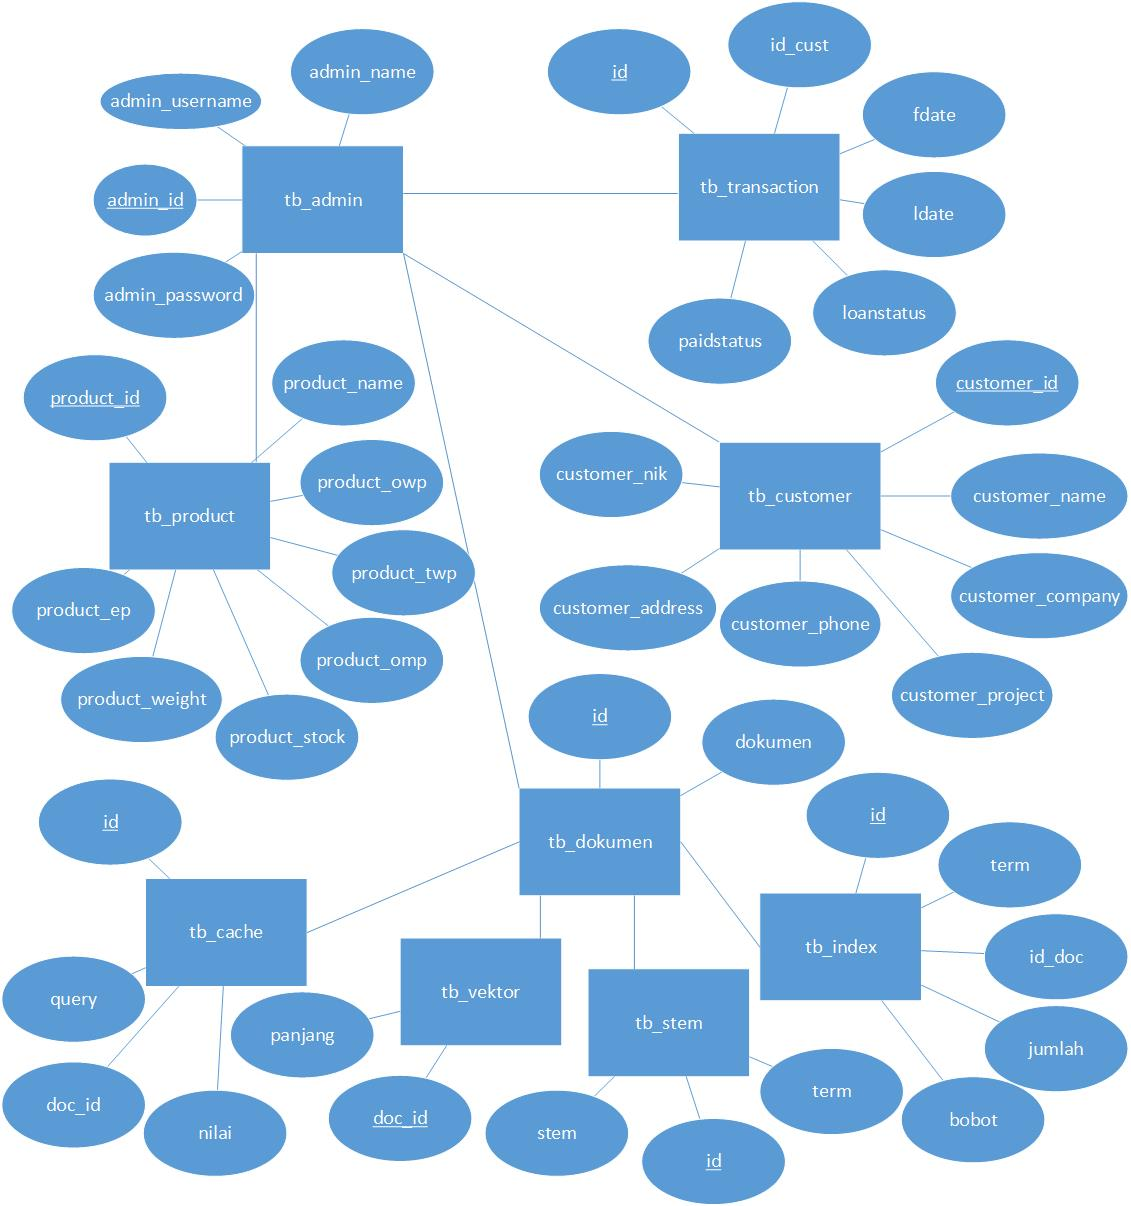 id_cust
admin_name
id
admin_username
fdate
tb_transaction
admin_id
tb_admin
ldate
admin_password
loanstatus
paidstatus
product_name
customer_id
product_id
customer_nik
product_owp
tb_customer
customer_name
tb_product
product_twp
customer_company
product_ep
customer_address
customer_phone
product_omp
customer_project
product_weight
id
product_stock
dokumen
id
id
tb_dokumen
term
tb_cache
tb_index
id_doc
query
tb_vektor
tb_stem
panjang
jumlah
term
doc_id
doc_id
bobot
nilai
stem
id